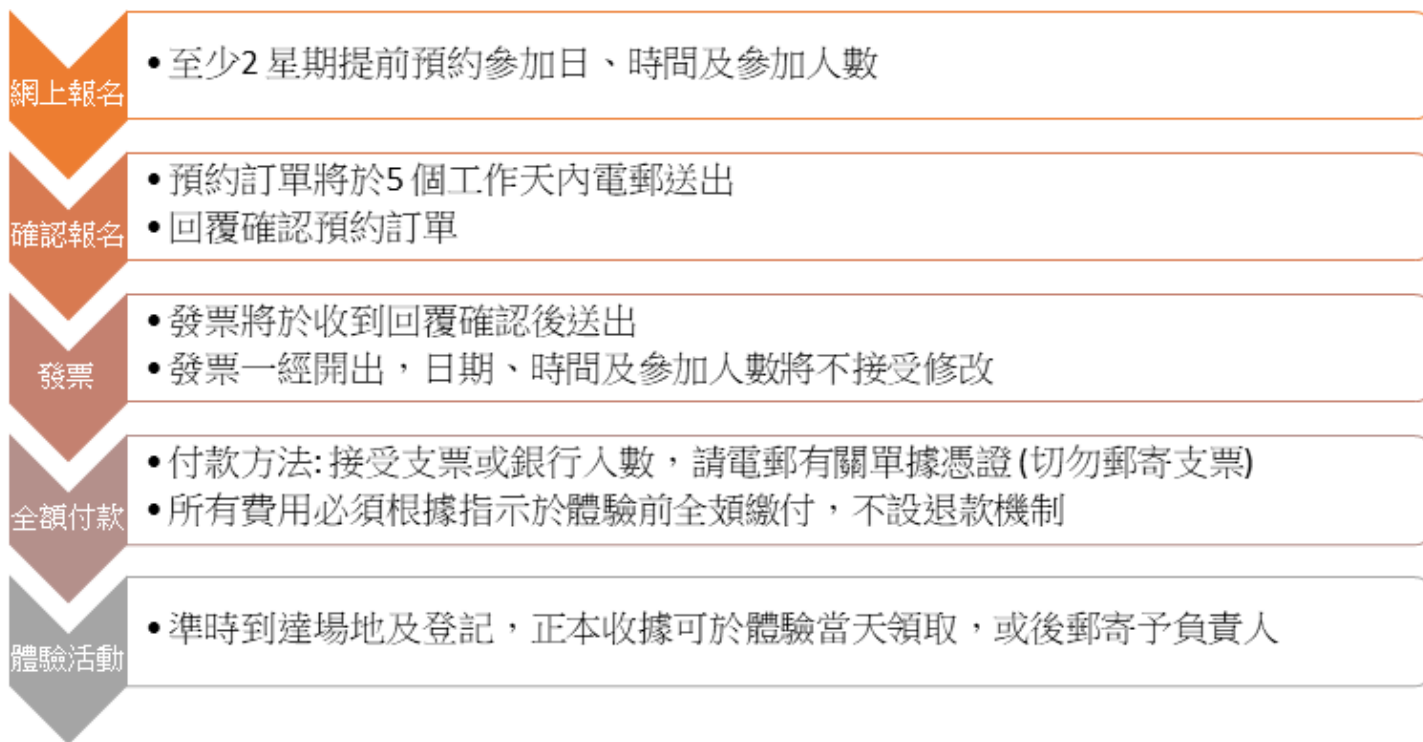 網上報名
• 至少2 星期提前預約參加日、時間及參加人數
確認報名
• 預約訂單將於5 個工作天內電郵送出
• 回覆確認預約訂單
發票
• 發票將於收到回覆確認後送出
• 發票一經開出，日期、時間及參加人數將不接受修改
全額付款
• 付款方法: 接受支票或銀行入數，請電郵有關單據憑證 (切勿郵寄支票)
• 所有費用必須根據指示於體驗前全頞繳付，不設退款機制
體驗活動
• 準時到達場地及登記，正本收據可於體驗當天領取，或後郵寄予負責人